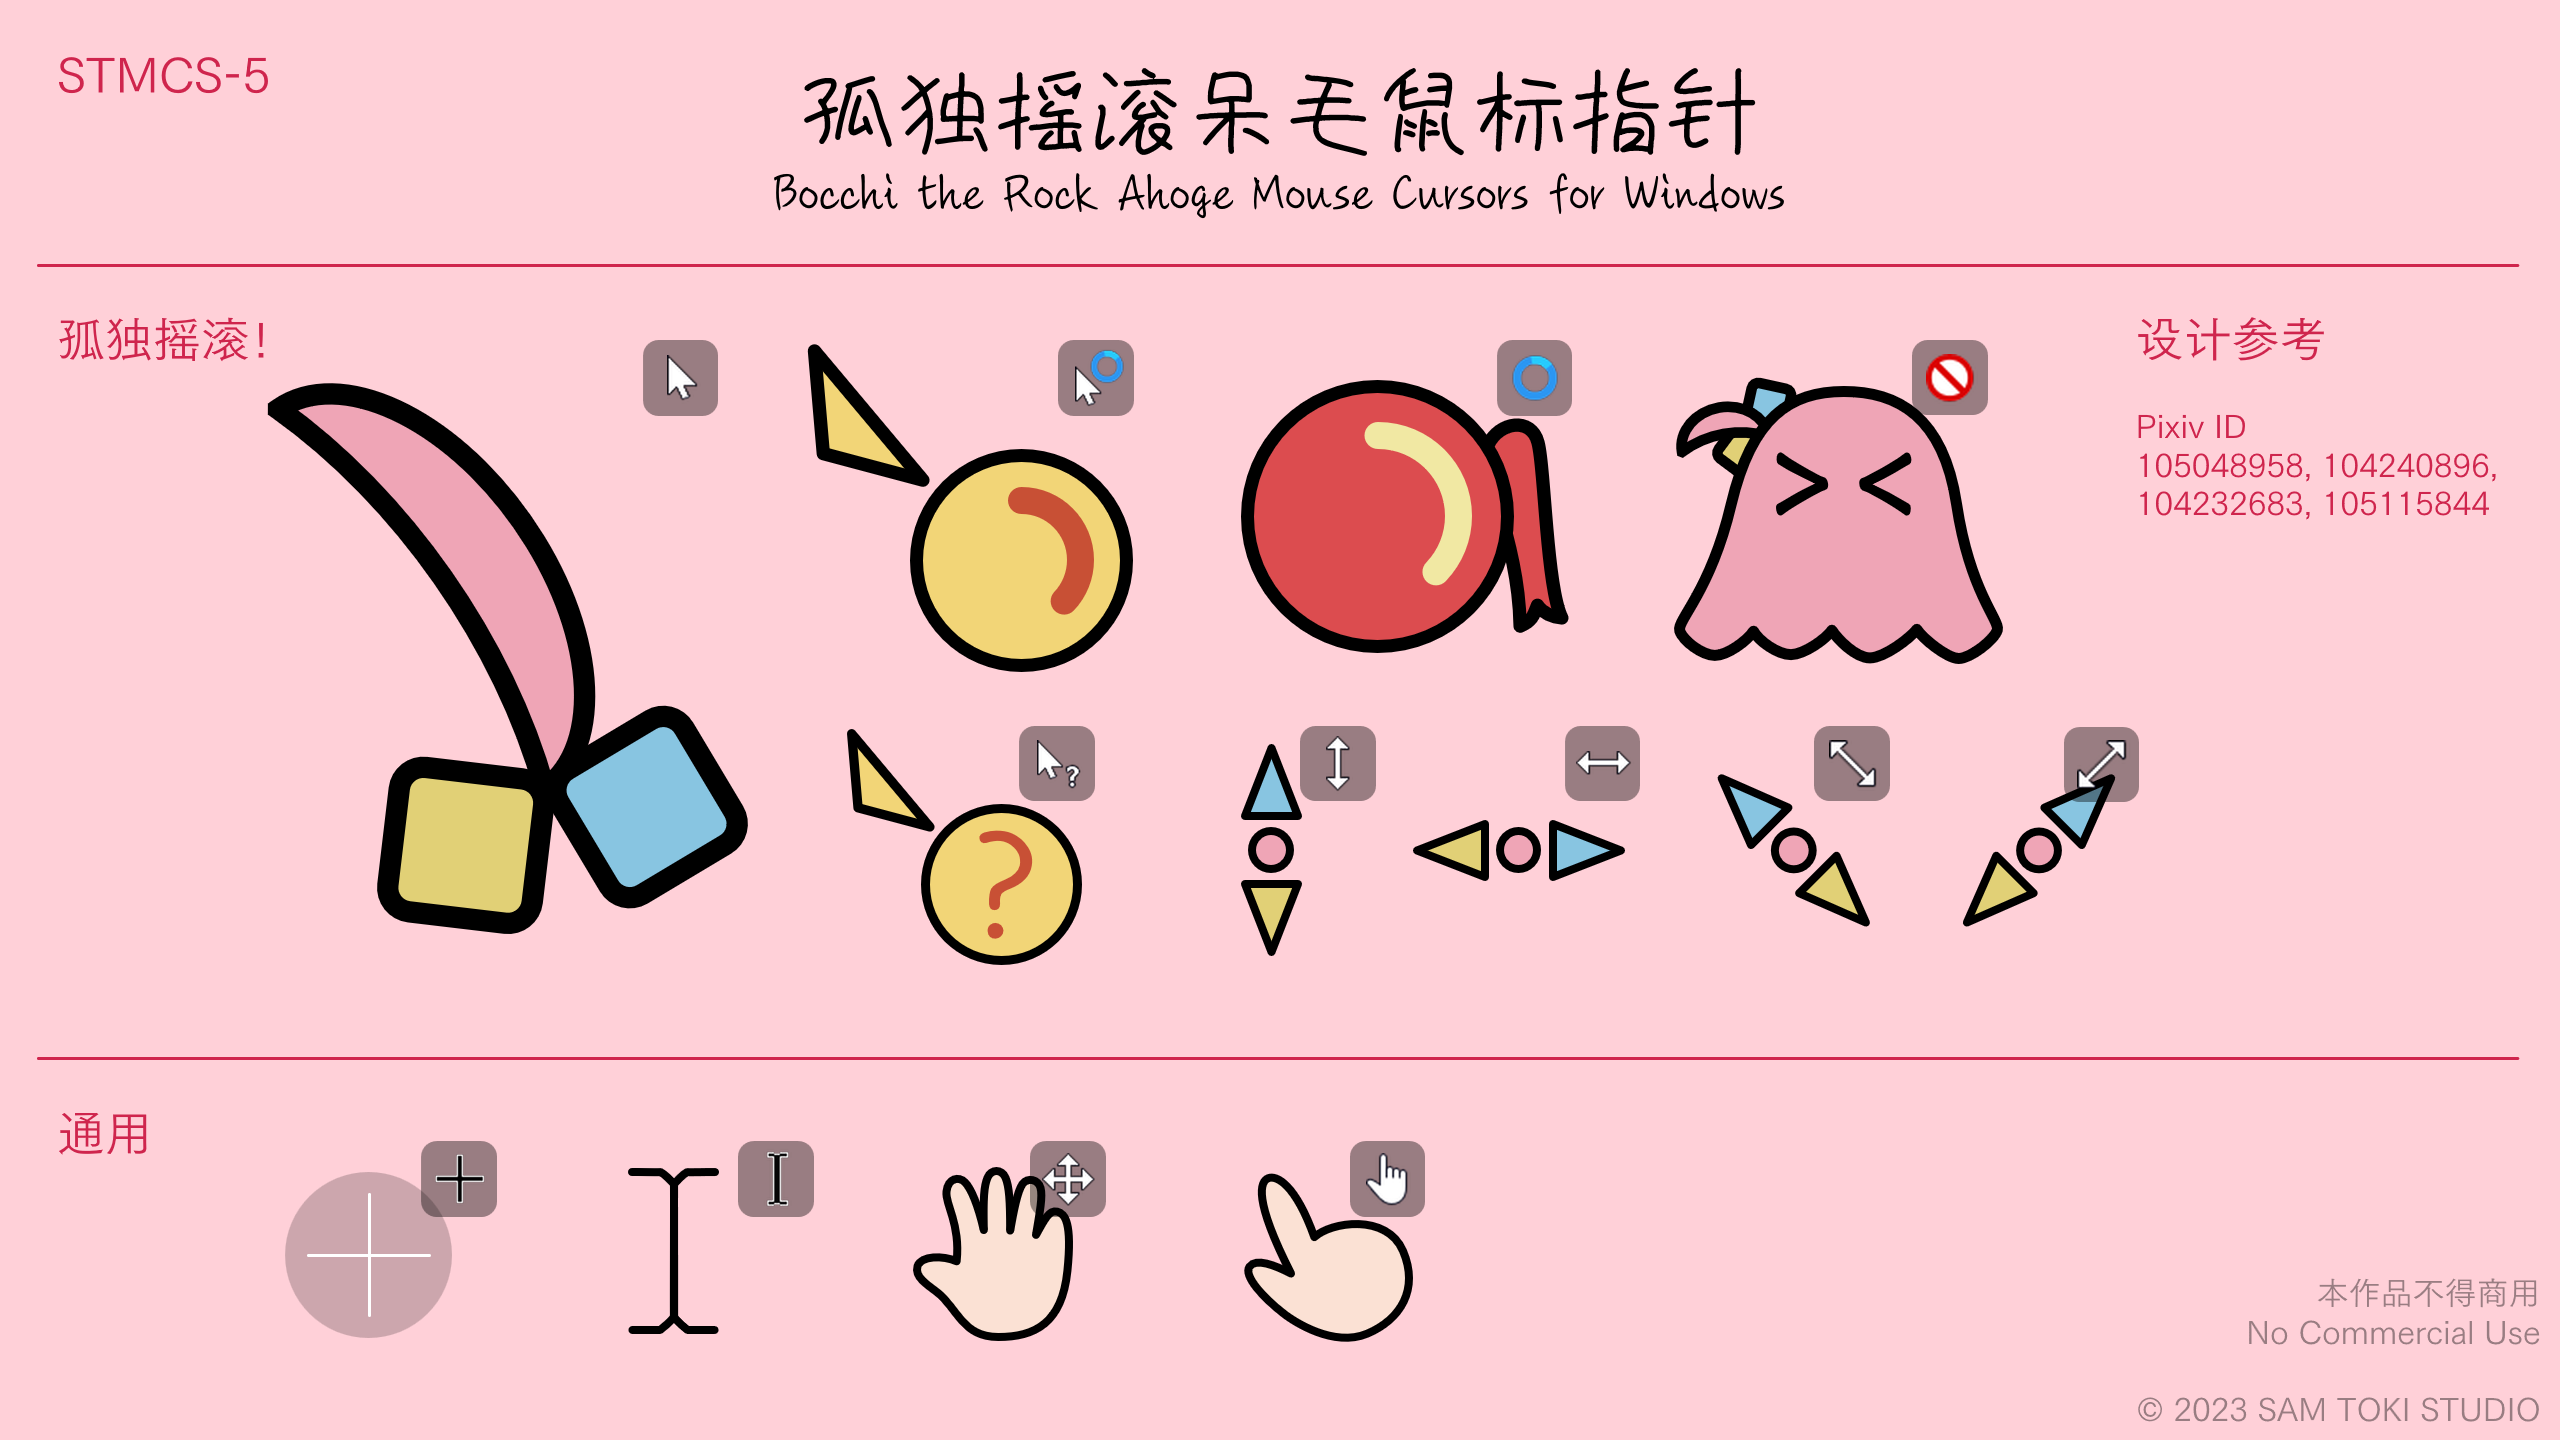 STMCS-5
孤独摇滚呆毛鼠标指针
Bocchi the Rock Ahoge Mouse Cursors for Windows
孤独摇滚!
设计参考
Pixiv ID
105048958, 104240896,
104232683, 105115844
?
?
通用
本作品不得商用
No Commercial Use
© 2023 SAM TOKI STUDIO